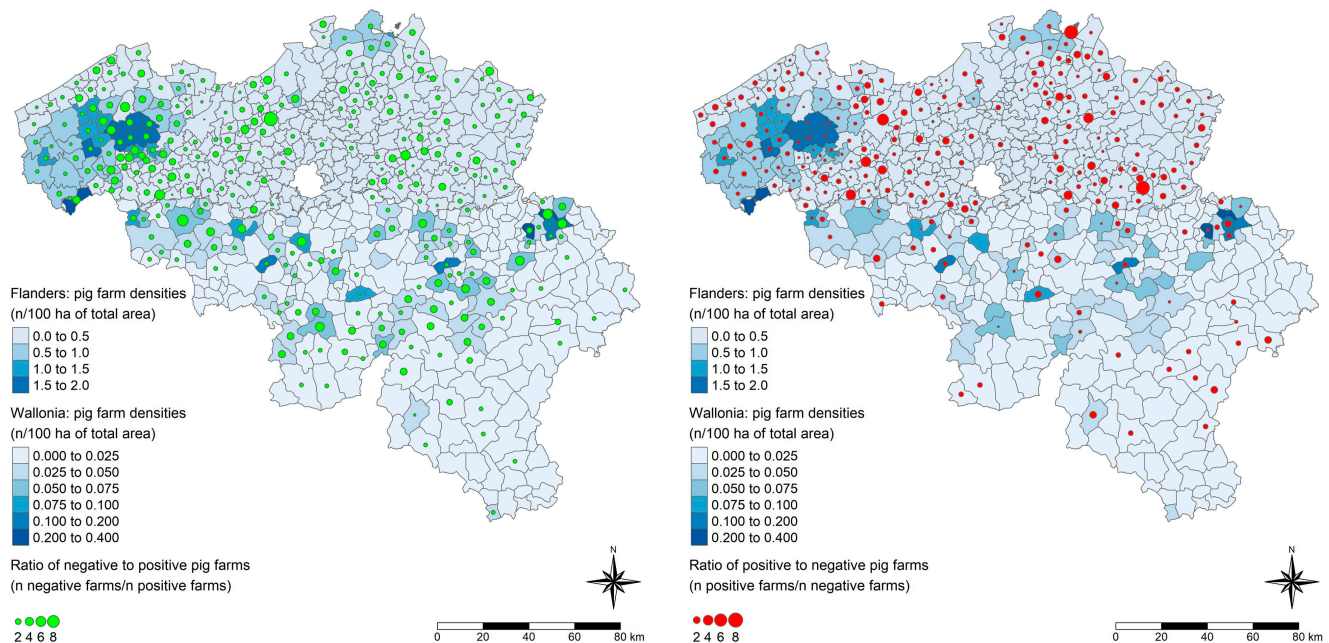 Flanders: pig farm densities
(n/100 ha of total area)
0.0 to 0.5
0.5 to 1.0
1.0 to 1.5
1.5 to 2.0
Wallonia: pig farm densities
(n/100 ha of total area)
0.000 to 0.025
0.025 to 0.050
0.050 to 0.075
0.075 to 0.100
0.100 to 0.200
0.200 to 0.400
Ratio of negative to positive pig farms
(n negative farms/n positive farms)
2 4 6 8
N
0 20 40 60 80 km
Flanders: pig farm densities
(n/100 ha of total area)
0.0 to 0.5
0.5 to 1.0
1.0 to 1.5
1.5 to 2.0
Wallonia: pig farm densities
(n/100 ha of total area)
0.000 to 0.025
0.025 to 0.050
0.050 to 0.075
0.075 to 0.100
0.100 to 0.200
0.200 to 0.400
Ratio of positive to negative pig farms
(n positive farms/n negative farms)
2 4 6 8
N
0 20 40 60 80 km